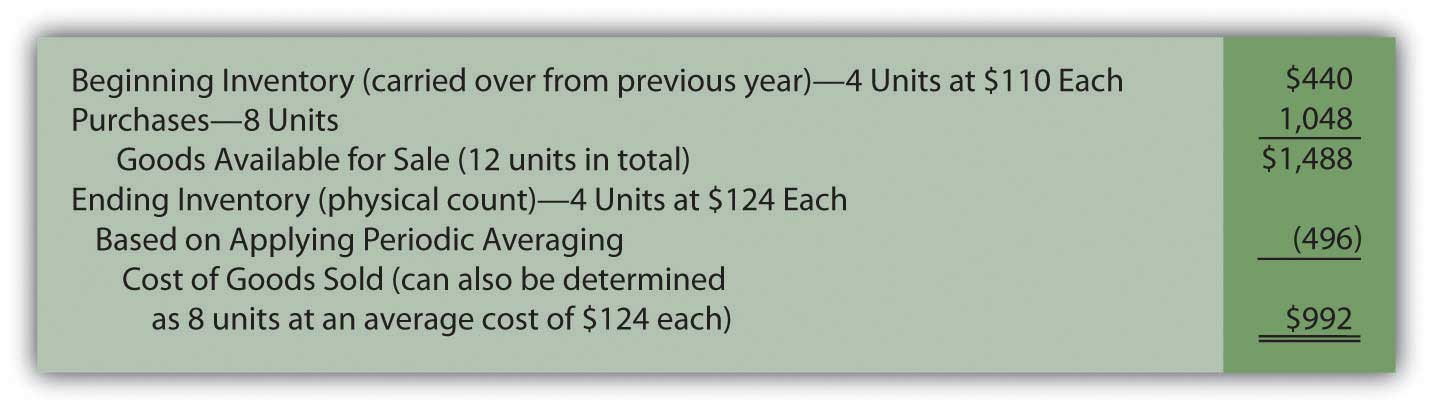 Beginning Inventory (carried over from previous year)—4 Units at $110 Each $440
Purchases—8 Units 1,048
Goods Available for Sale (12 units in total) $1,488
Ending Inventory (physical count)—4 Units at $124 Each
Based on Applying Periodic Averaging (496)
Cost of Goods Sold (can also be determined
as 8 units at an average cost of $124 each) $992